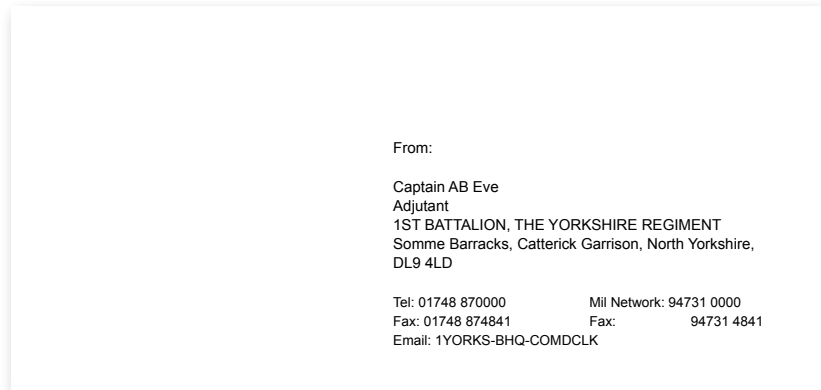 From:
Captain AB Eve
Adjutant
1ST BATTALION, THE YORKSHIRE REGIMENT
Somme Barracks, Catterick Garrison, North Yorkshire,
DL9 4LD
Tel: 01748 870000 Mil Network: 94731 0000
Fax: 01748 874841 Fax: 94731 4841
Email: 1YORKS-BHQ-COMDCLK